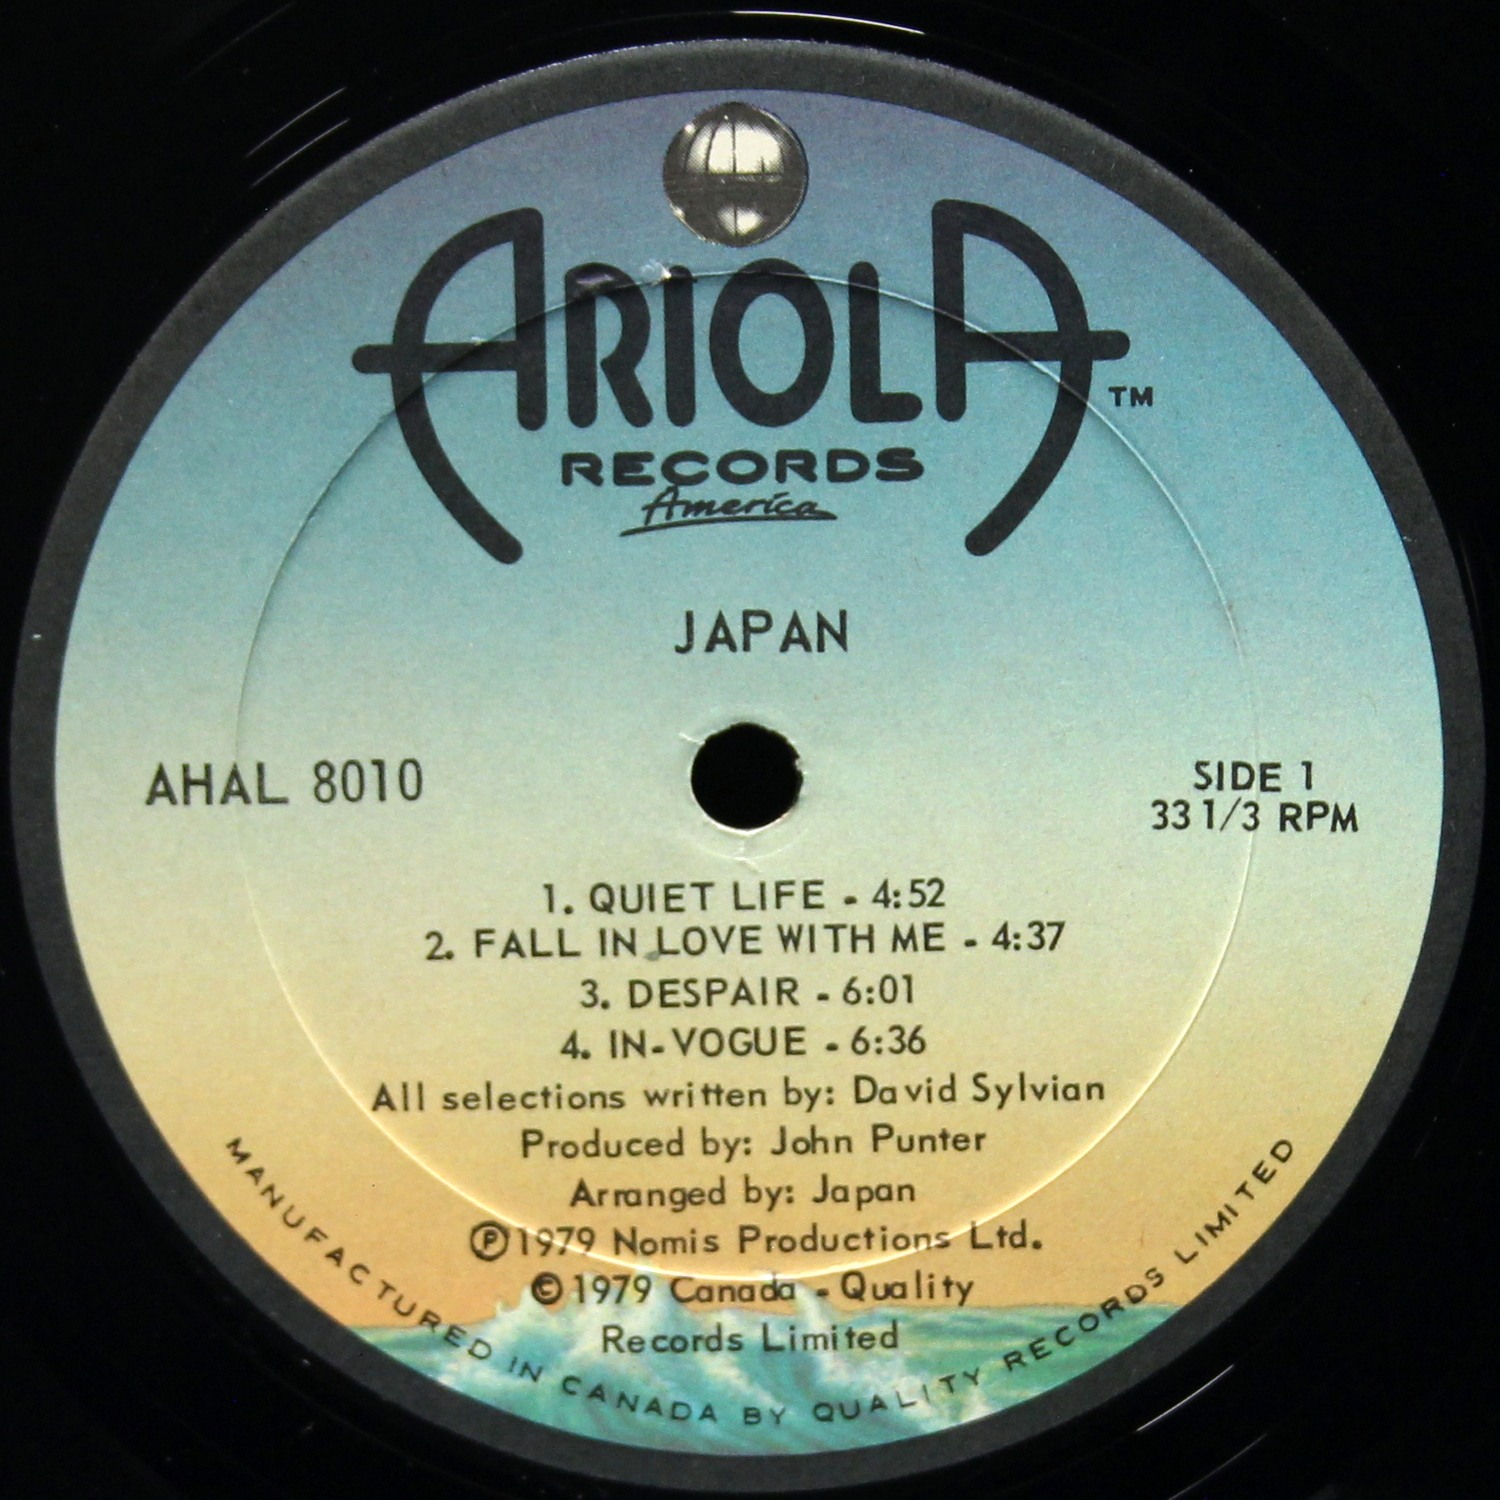 ARIOLA TM
RECORDS
America
JAPAN
AHAL 8010
SIDE 1
33 1/3 RPM
1. QUIET LIFE - 4:52
2. FALL IN LOVE WITH ME - 4:37
3. DESPAIR - 6:01
4. IN-VOGUE - 6:36
All selections written by: David Sylvian
Produced by: John Punter
Arranged by: Japan
Ⓟ1979 Nomis Productions Ltd.
©1979 Canada - Quality
Records Limited
MANUFACTURED IN CANADA BY QUALITY RECORDS LIMITED